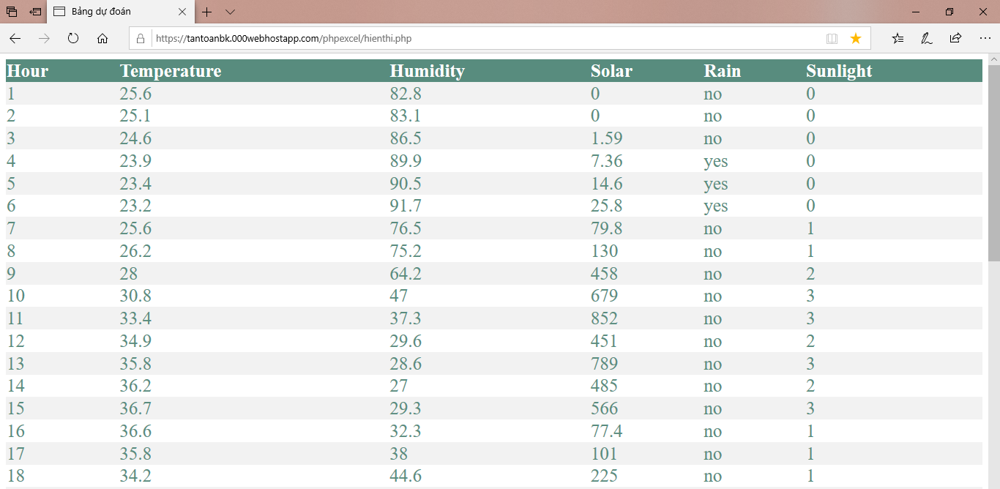 Bảng dự đoán
https://tantoanbk.000webhostapp.com/phpexcel/hienthi.php
Hour Temperature Humidity Solar Rain Sunlight
1 25.6 82.8 0 no 0
2 25.1 83.1 0 no 0
3 24.6 86.5 1.59 no 0
4 23.9 89.9 7.36 yes 0
5 23.4 90.5 14.6 yes 0
6 23.2 91.7 25.8 yes 0
7 25.6 76.5 79.8 no 1
8 26.2 75.2 130 no 1
9 28 64.2 458 no 2
10 30.8 47 679 no 3
11 33.4 37.3 852 no 3
12 34.9 29.6 451 no 2
13 35.8 28.6 789 no 3
14 36.2 27 485 no 2
15 36.7 29.3 566 no 3
16 36.6 32.3 77.4 no 1
17 35.8 38 101 no 1
18 34.2 44.6 225 no 1